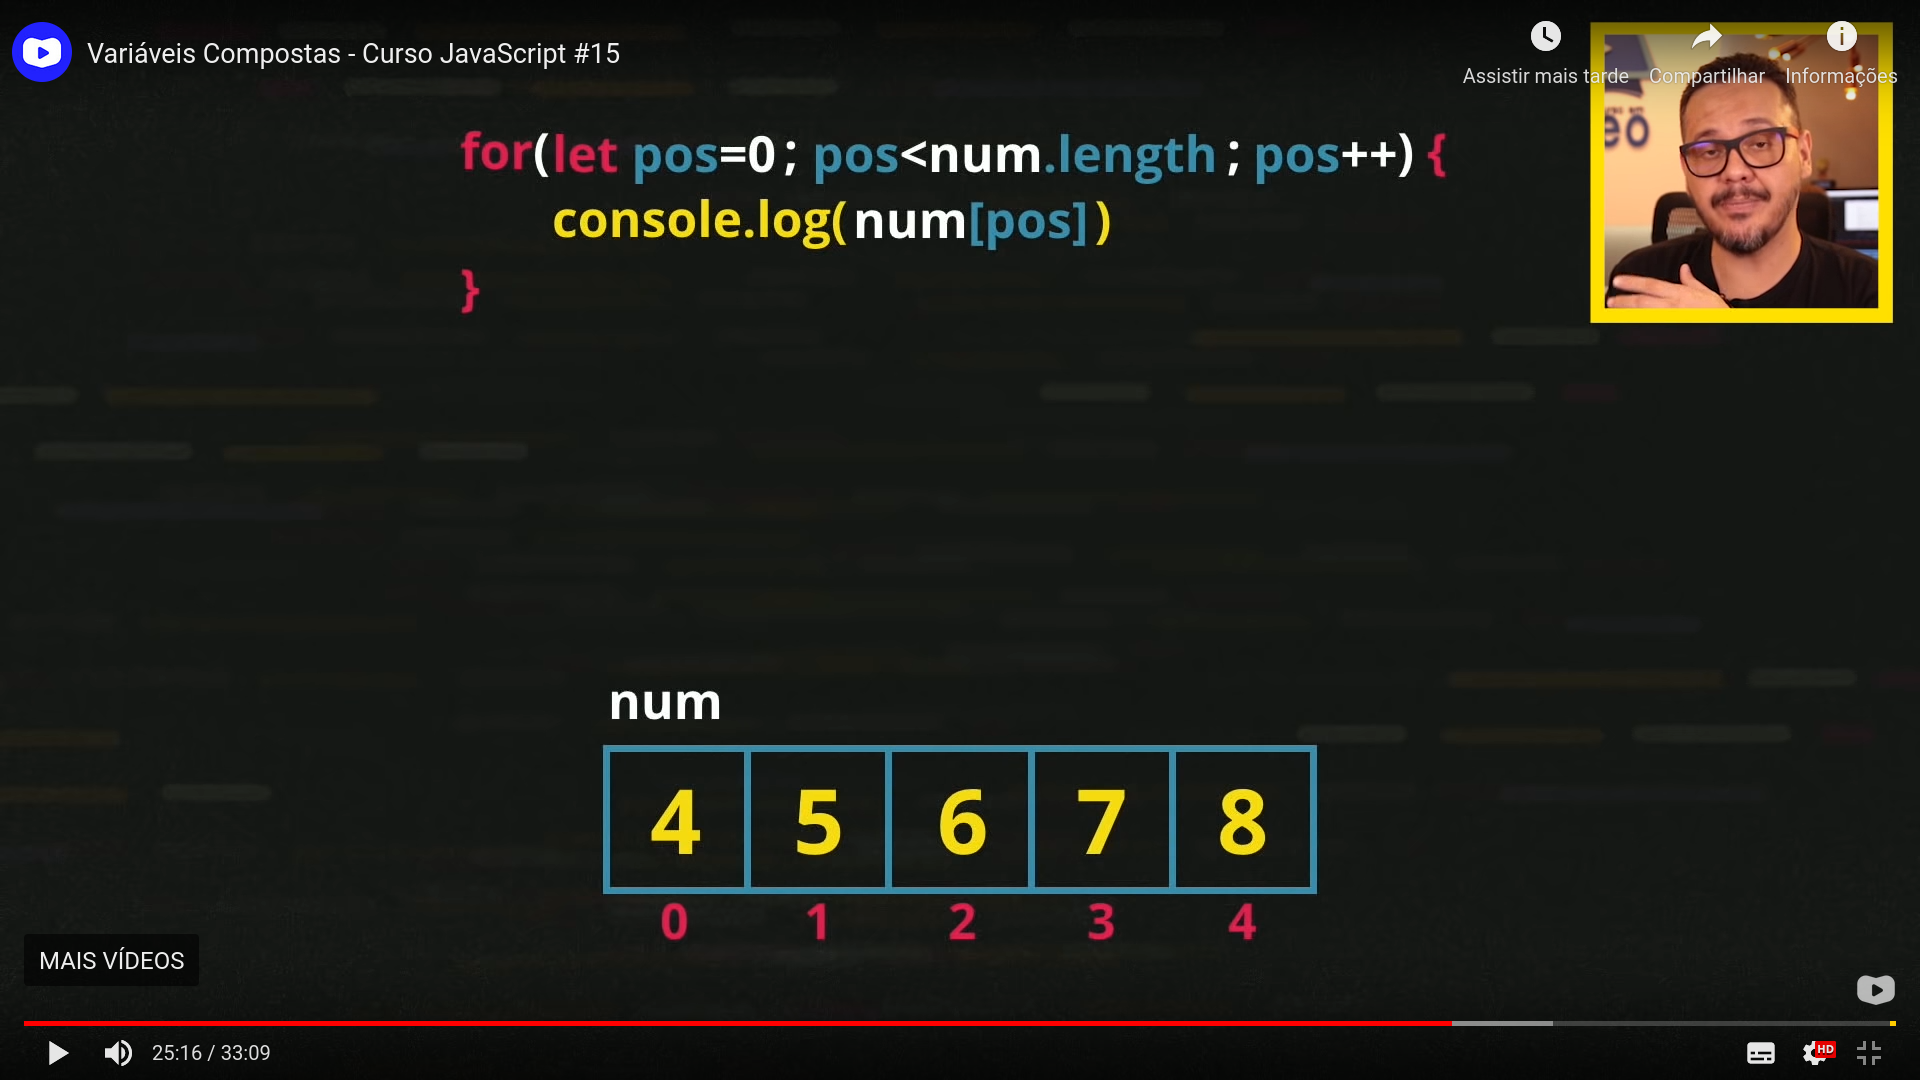 Variáveis Compostas - Curso JavaScript #15
Assistir mais tarde
Compartilhar
Informações
for(let pos=0; pos<num.length; pos++) {
console.log(num[pos])
}
num
4 5 6 7 8
0 1 2 3 4
MAIS VÍDEOS
25:16 / 33:09
HD